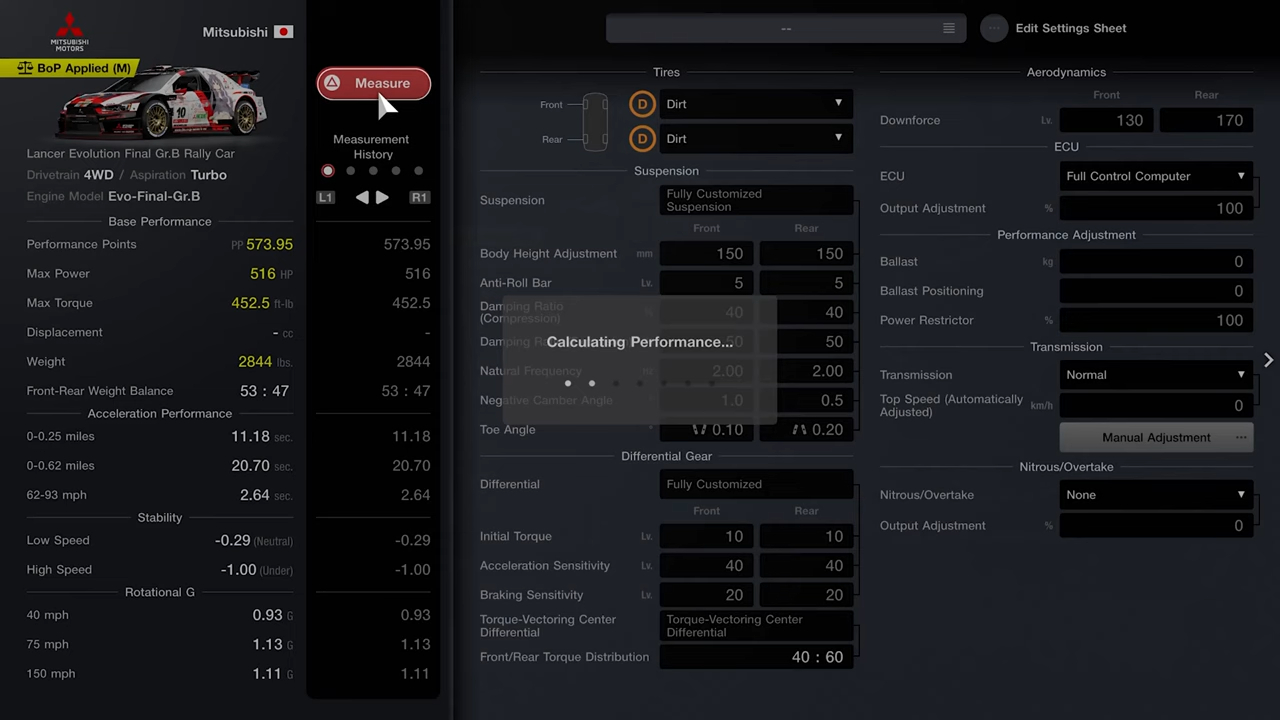 MITSUBISHI
MOTORS
Mitsubishi
BoP Applied (M)
10
Lancer Evolution Final Gr.B Rally Car
Drivetrain 4WD / Aspiration Turbo
Engine Model Evo-Final-Gr.B
Base Performance
Performance Points PP 573.95
Max Power 516 HP
Max Torque 452.5 ft-lb
Displacement - cc
Weight 2844 lbs.
Front-Rear Weight Balance 53 : 47
Acceleration Performance
0-0.25 miles 11.18 sec.
0-0.62 miles 20.70 sec.
62-93 mph 2.64 sec.
Stability
Low Speed -0.29 (Neutral)
High Speed -1.00 (Under)
Rotational G
40 mph 0.93 G
75 mph 1.13 G
150 mph 1.11 G
Measure
Measurement
History
L1 R1
573.95
516
452.5
-
2844
53 : 47
11.18
20.70
2.64
-0.29
-1.00
0.93
1.13
1.11
--
Edit Settings Sheet
Tires
Front D Dirt
Rear D Dirt
Suspension
Suspension Fully Customized
Suspension
Front Rear
Body Height Adjustment mm 150 150
Anti-Roll Bar Lv. 5 5
Damping Ratio
(Compression) % 40 40
Damping Ra 50 50
Natural Frequency Hz 2.00 2.00
Negative Camber Angle ° 1.0 0.5
Toe Angle ° 0.10 0.20
Calculating Performance...
Differential Gear
Differential Fully Customized
Front Rear
Initial Torque Lv. 10 10
Acceleration Sensitivity Lv. 40 40
Braking Sensitivity Lv. 20 20
Torque-Vectoring Center
Differential
Torque-Vectoring Center
Differential
Front/Rear Torque Distribution 40 : 60
Aerodynamics
Front Rear
Downforce Lv. 130 170
ECU
ECU Full Control Computer
Output Adjustment % 100
Performance Adjustment
Ballast kg 0
Ballast Positioning 0
Power Restrictor % 100
Transmission
Transmission Normal
Top Speed (Automatically
Adjusted) km/h 0
Manual Adjustment ...
Nitrous/Overtake
Nitrous/Overtake None
Output Adjustment % 0